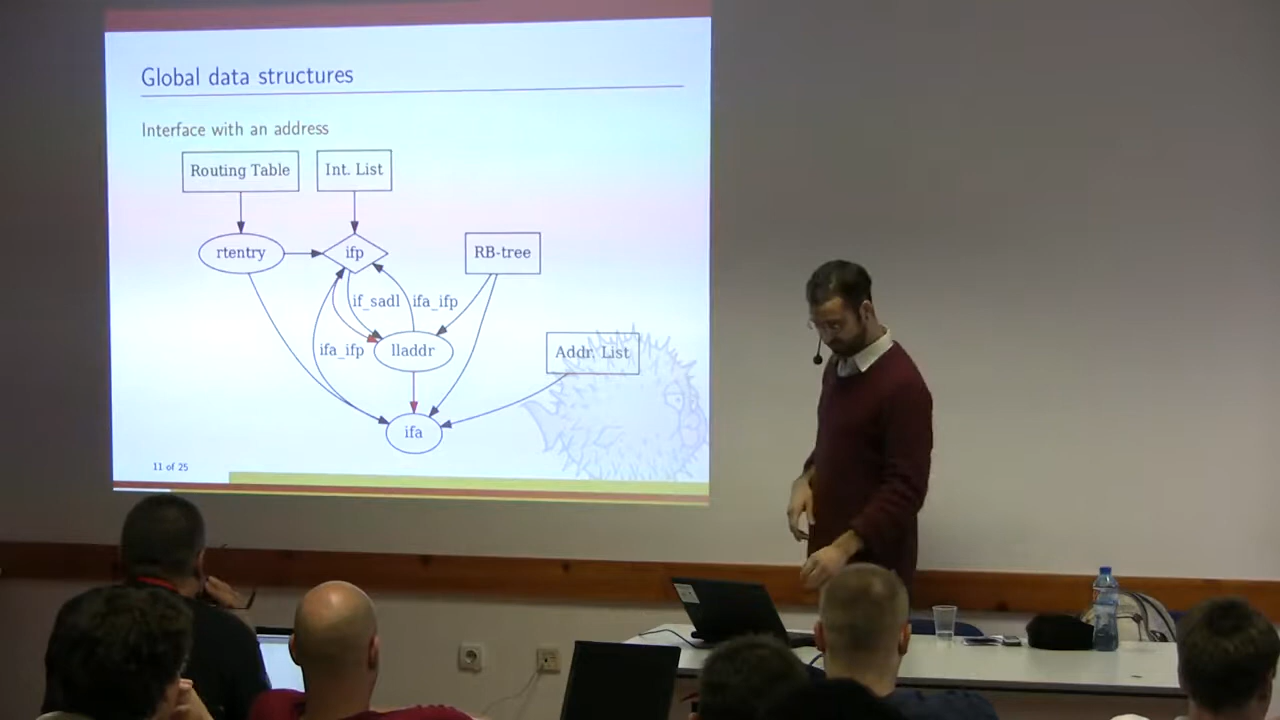 Global data structures
Interface with an address
Routing Table
Int. List
rtentry
ifp
RB-tree
if_sadl
ifa_ifp
ifa_ifp
lladdr
Addr. List
ifa
11 of 25